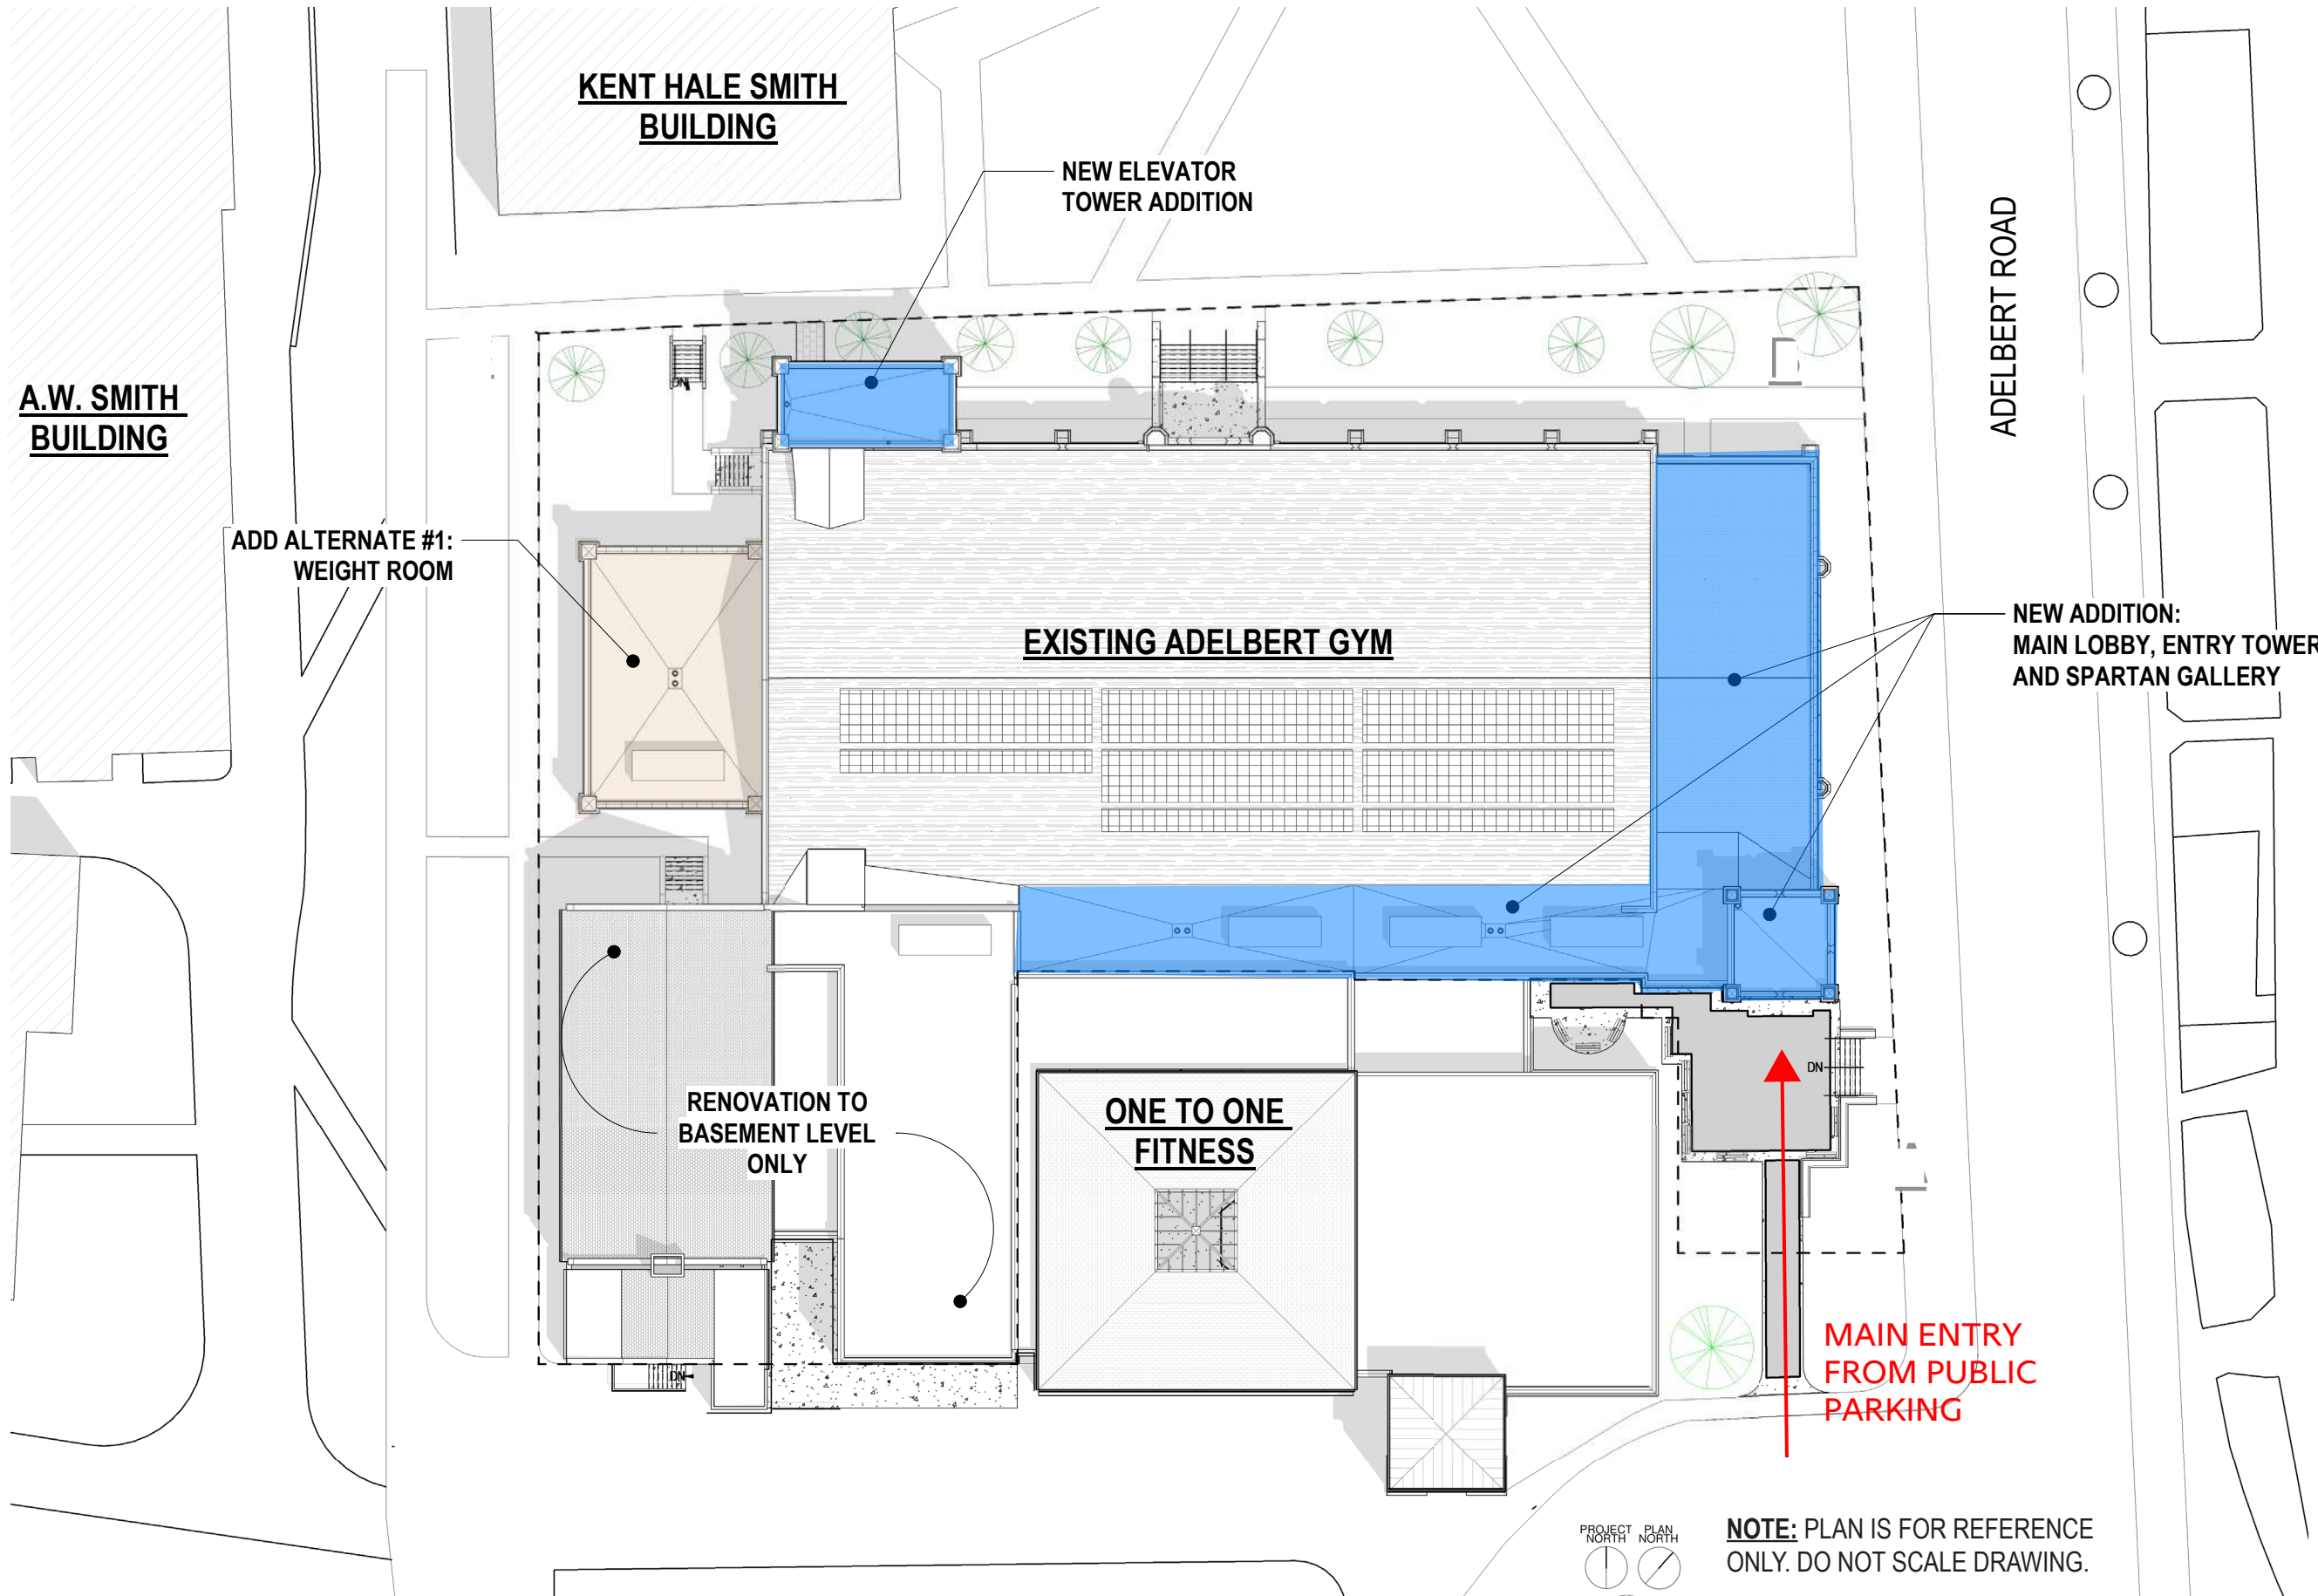 KENT HALE SMITH
BUILDING
NEW ELEVATOR
TOWER ADDITION
ADELBERT ROAD
A.W. SMITH
BUILDING
DN
ADD ALTERNATE #1:
WEIGHT ROOM
EXISTING ADELBERT GYM
NEW ADDITION:
MAIN LOBBY, ENTRY TOWER
AND SPARTAN GALLERY
RENOVATION TO
BASEMENT LEVEL
ONLY
ONE TO ONE
FITNESS
DN
MAIN ENTRY
FROM PUBLIC
PARKING
DN
PROJECT
NORTH
PLAN
NORTH
NOTE: PLAN IS FOR REFERENCE
ONLY. DO NOT SCALE DRAWING.